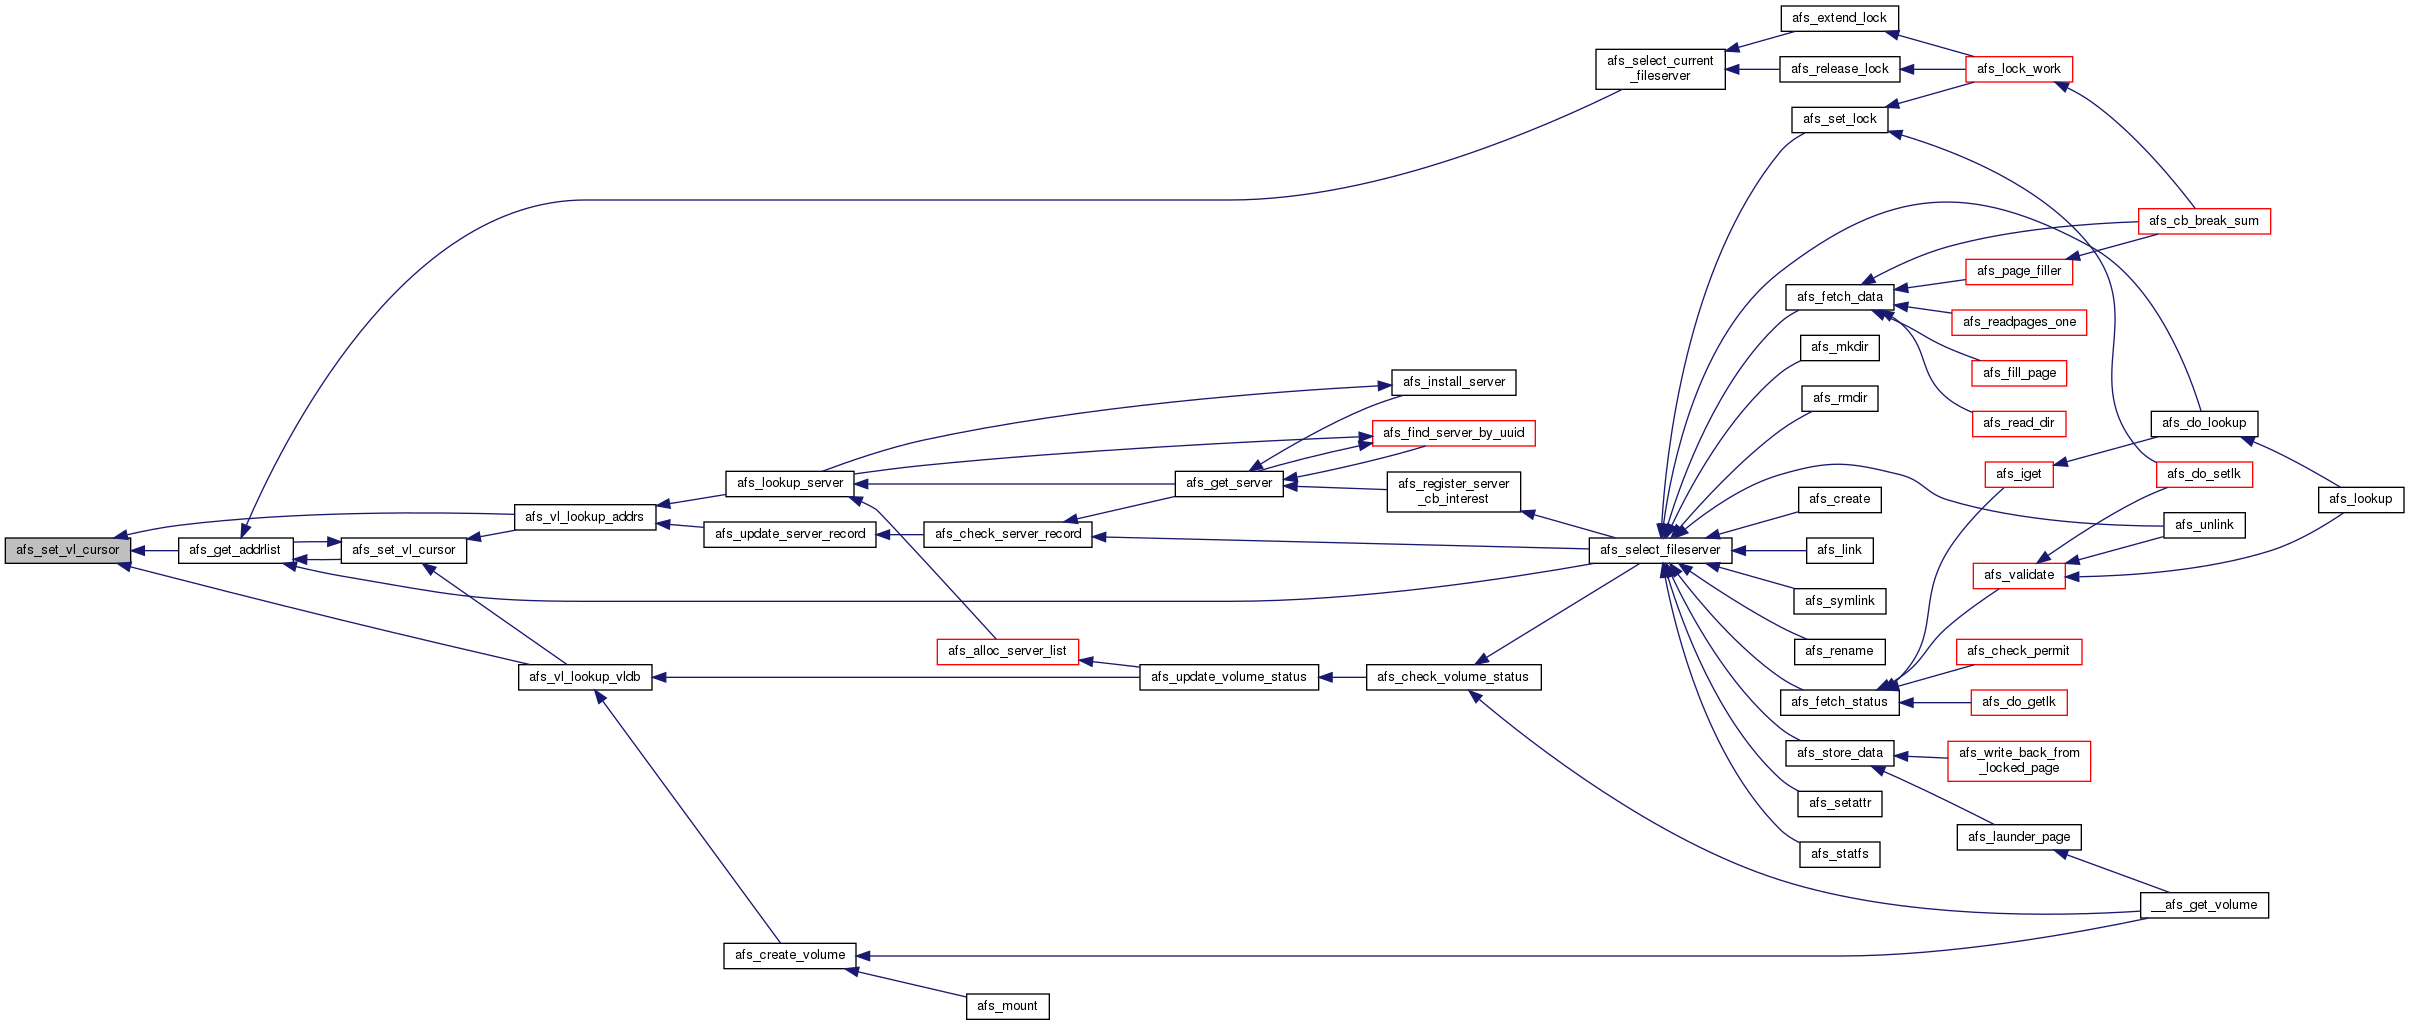 afs_extend_lock
afs_select_current
_fileserver
afs_release_lock
afs_lock_work
afs_set_lock
afs_cb_break_sum
afs_page_filler
afs_fetch_data
afs_readpages_one
afs_mkdir
afs_fill_page
afs_install_server
afs_rmdir
afs_read_dir
afs_do_lookup
afs_find_server_by_uuid
afs_iget
afs_do_setlk
afs_lookup_server
afs_get_server
afs_register_server
_cb_interest
afs_create
afs_lookup
afs_vl_lookup_addrs
afs_unlink
afs_update_server_record
afs_check_server_record
afs_set_vl_cursor
afs_get_addrlist
afs_set_vl_cursor
afs_select_fileserver
afs_link
afs_validate
afs_symlink
afs_alloc_server_list
afs_rename
afs_check_permit
afs_vl_lookup_vldb
afs_update_volume_status
afs_check_volume_status
afs_fetch_status
afs_do_getlk
afs_store_data
afs_write_back_from
_locked_page
afs_setattr
afs_launder_page
afs_statfs
__afs_get_volume
afs_create_volume
afs_mount